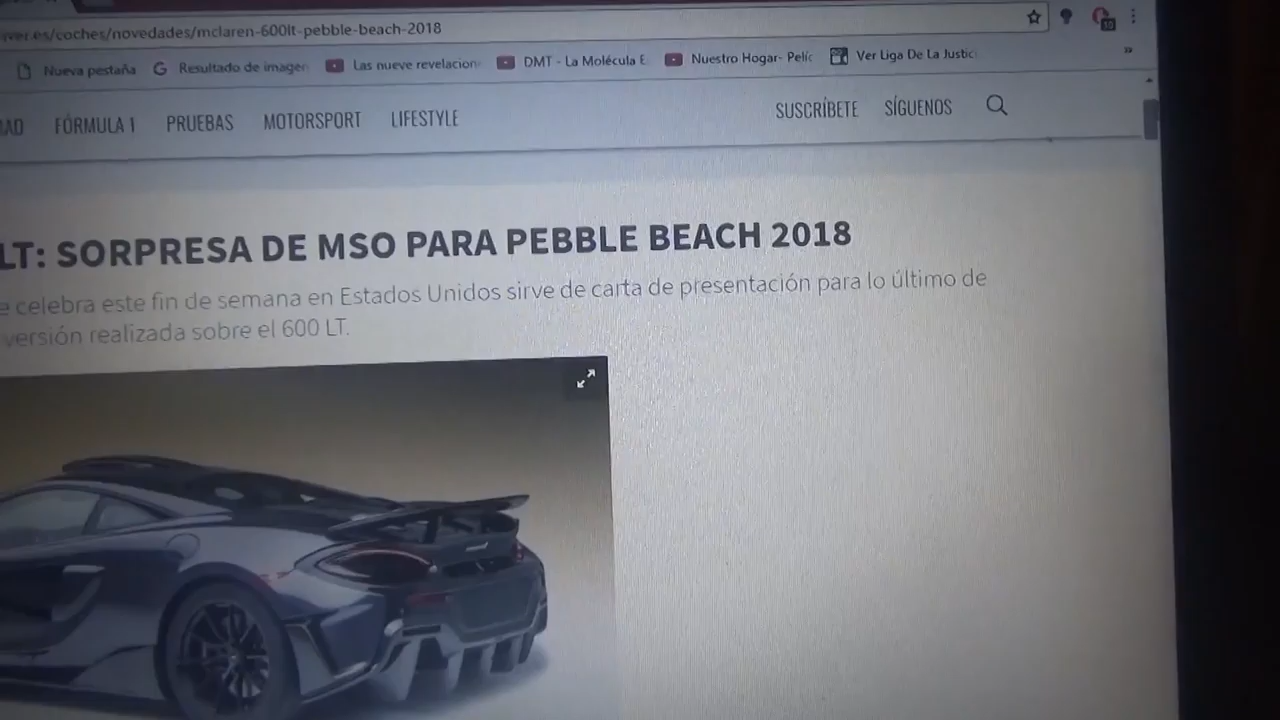 ver.es/coches/novedades/mclaren-600lt-pebble-beach-2018
Nueva pestaña Resultado de imagen Las nueve revelacion DMT - La Molécula E Nuestro Hogar- Pelíc Ver Liga De La Justic
FÓRMULA 1 PRUEBAS MOTORSPORT LIFESTYLE SUSCRÍBETE SÍGUENOS
LT: SORPRESA DE MSO PARA PEBBLE BEACH 2018
e celebra este fin de semana en Estados Unidos sirve de carta de presentación para lo último de
versión realizada sobre el 600 LT.